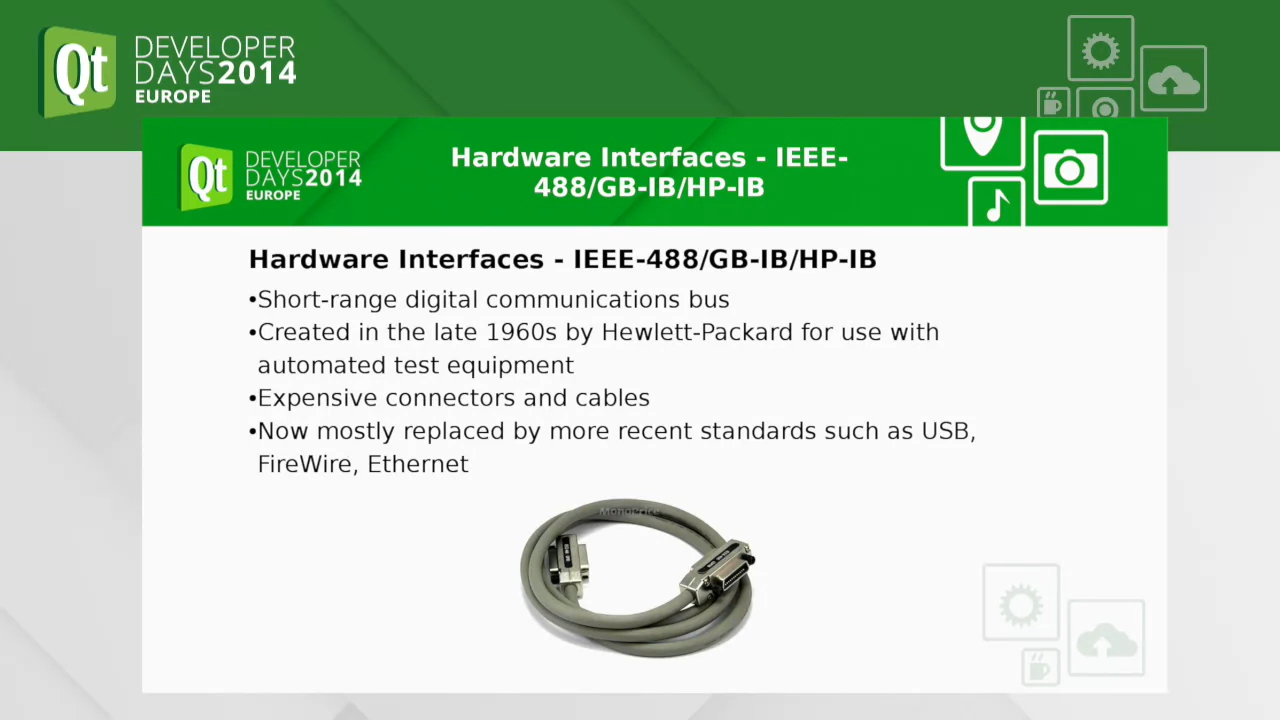 Qt
DEVELOPER
DAYS2014
EUROPE
Qt
DEVELOPER
DAYS2014
EUROPE
Hardware Interfaces - IEEE-
488/GB-IB/HP-IB
Hardware Interfaces - IEEE-488/GB-IB/HP-IB
•Short-range digital communications bus
•Created in the late 1960s by Hewlett-Packard for use with
automated test equipment
•Expensive connectors and cables
•Now mostly replaced by more recent standards such as USB,
FireWire, Ethernet
Monoprice